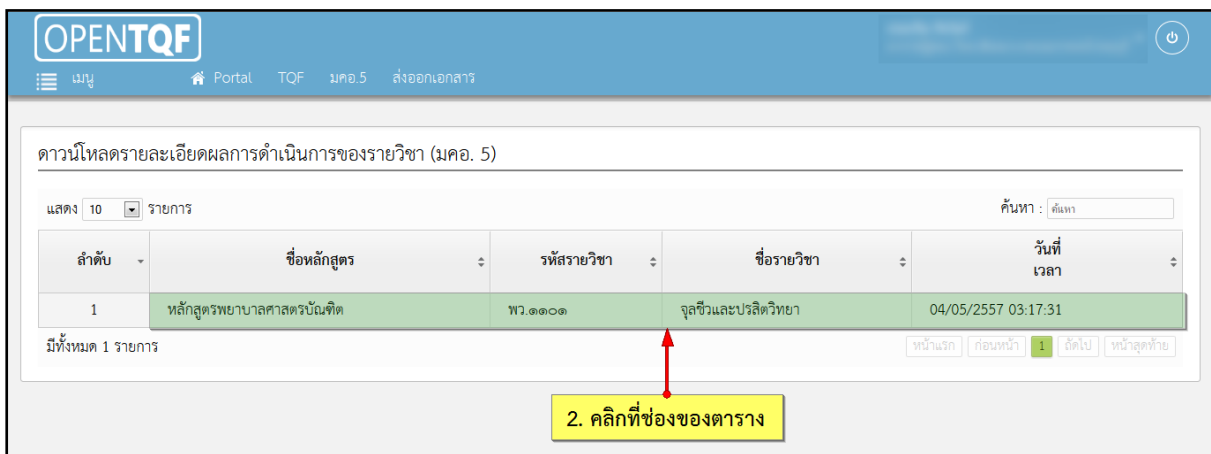 OPENTQF
เมนู Portal TQF มคอ.5 ส่งออกเอกสาร
ดาวน์โหลดรายละเอียดผลการดำเนินการของรายวิชา (มคอ. 5)
แสดง 10 รายการ ค้นหา : ค้นหา
ลำดับ ชื่อหลักสูตร รหัสรายวิชา ชื่อรายวิชา วันที่
เวลา
1 หลักสูตรพยาบาลศาสตรบัณฑิต พว.๑๑๐๑ จุลชีวและปรสิตวิทยา 04/05/2557 03:17:31
มีทั้งหมด 1 รายการ หน้าแรก ก่อนหน้า 1 ถัดไป หน้าสุดท้าย
2. คลิกที่ช่องของตาราง